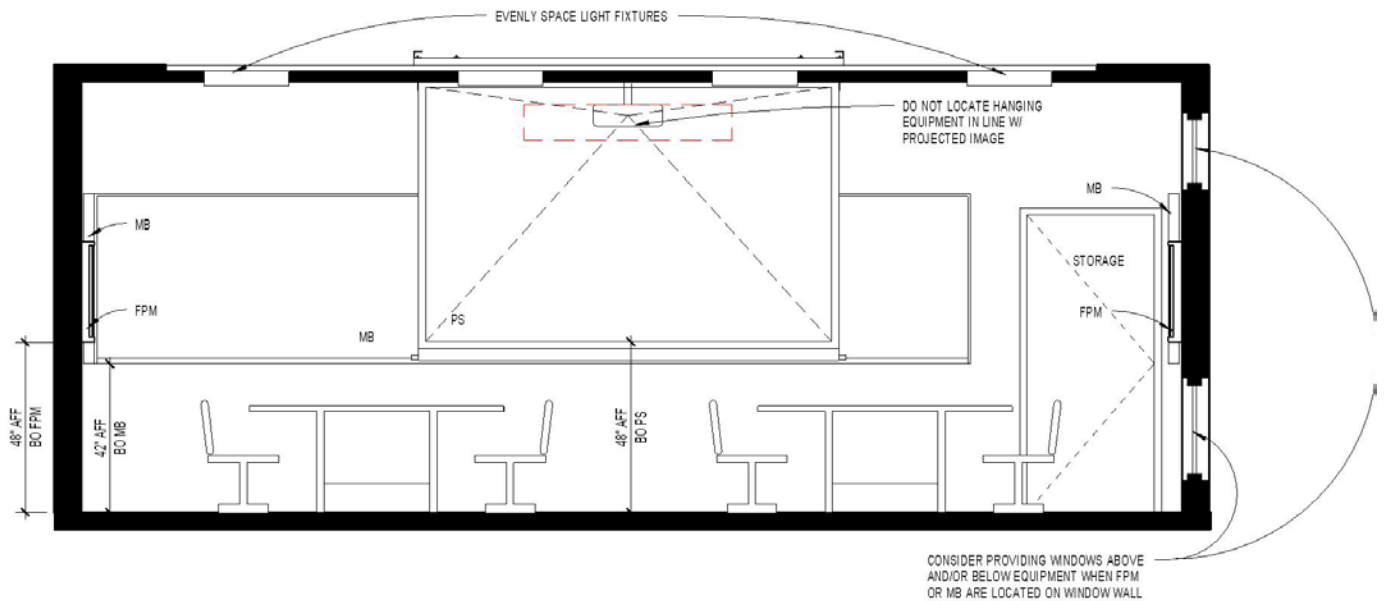 EVENLY SPACE LIGHT FIXTURES
DO NOT LOCATE HANGING
EQUIPMENT IN LINE W/
PROJECTED IMAGE
MB
MB
STORAGE
FPM
FPM
PS
MB
48" AFF
BO FPM
42" AFF
BO MB
48" AFF
BO PS
CONSIDER PROVIDING WINDOWS ABOVE
AND/OR BELOW EQUIPMENT WHEN FPM
OR MB ARE LOCATED ON WINDOW WALL